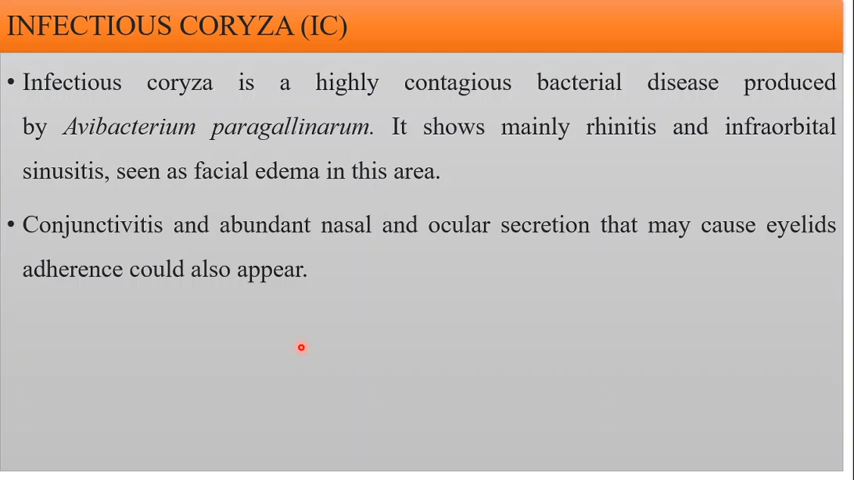 INFECTIOUS CORYZA (IC)
• Infectious coryza is a highly contagious bacterial disease produced
by Avibacterium paragallinarum. It shows mainly rhinitis and infraorbital
sinusitis, seen as facial edema in this area.
• Conjunctivitis and abundant nasal and ocular secretion that may cause eyelids
adherence could also appear.